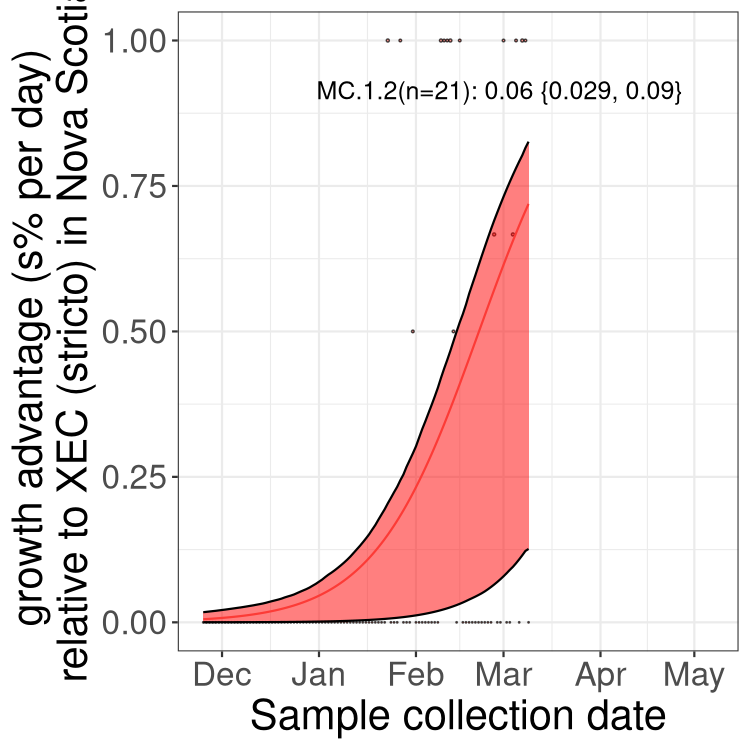 growth advantage (s% per day)
relative to XEC (stricto) in Nova Scotia
1.00
0.75
0.50
0.25
0.00
MC.1.2(n=21): 0.06 {0.029, 0.09}
Dec Jan Feb Mar Apr May
Sample collection date